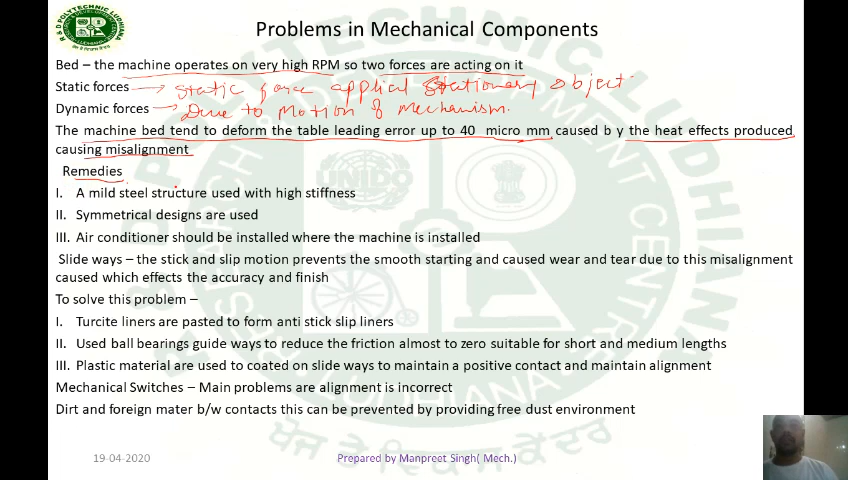 R & D POLYTECHNIC LUDHIANA
Problems in Mechanical Components
Bed – the machine operates on very high RPM so two forces are acting on it
Static forces → static force applied Stationary object
Dynamic forces → Due to Motion of Mechanism.
The machine bed tend to deform the table leading error up to 40 micro mm caused b y the heat effects produced
causing misalignment
Remedies
I. A mild steel structure used with high stiffness
II. Symmetrical designs are used
III. Air conditioner should be installed where the machine is installed
Slide ways – the stick and slip motion prevents the smooth starting and caused wear and tear due to this misalignment
caused which effects the accuracy and finish
To solve this problem –
I. Turcite liners are pasted to form anti stick slip liners
II. Used ball bearings guide ways to reduce the friction almost to zero suitable for short and medium lengths
III. Plastic material are used to coated on slide ways to maintain a positive contact and maintain alignment
Mechanical Switches – Main problems are alignment is incorrect
Dirt and foreign mater b/w contacts this can be prevented by providing free dust environment
19-04-2020
Prepared by Manpreet Singh( Mech.)